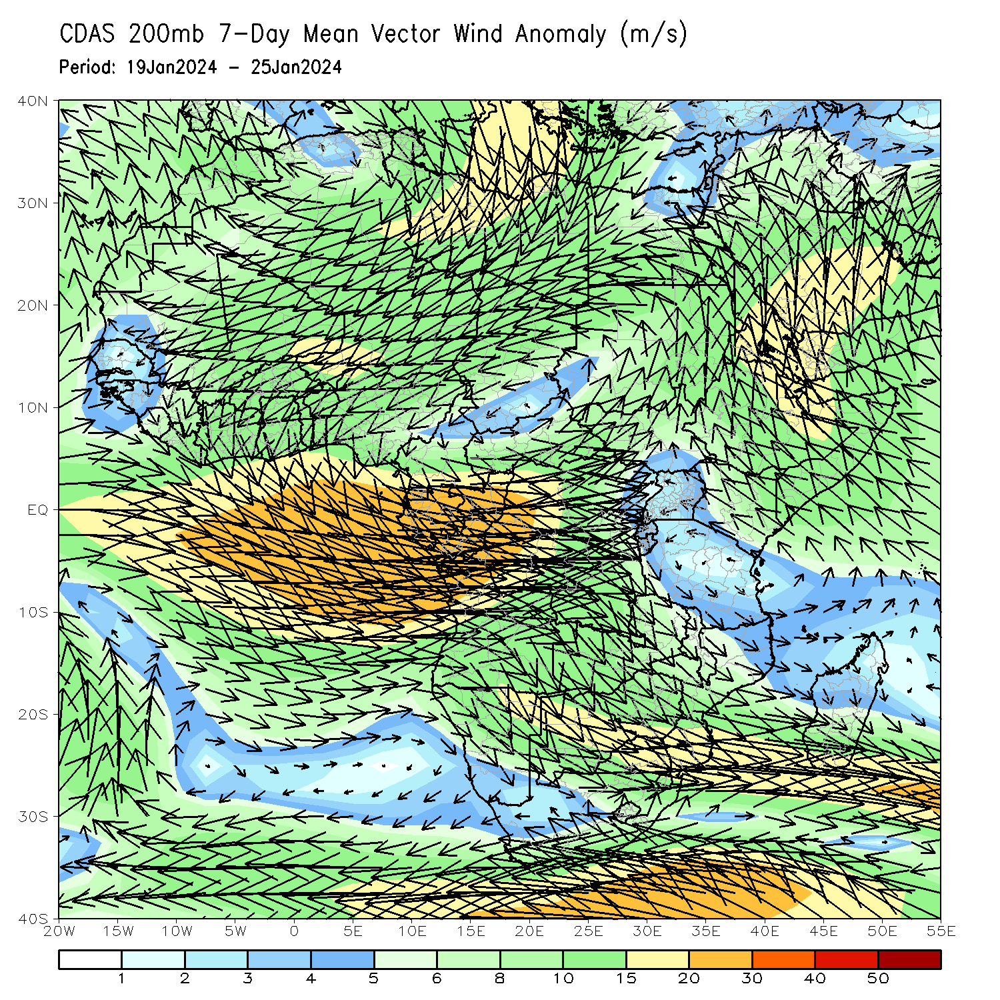 CDAS 200mb 7-Day Mean Vector Wind Anomaly (m/s)
Period: 19Jan2024 - 25Jan2024
40N
30N
20N
10N
EQ
10S
20S
30S
40S
20W 15W 10W 5W 0 5E 10E 15E 20E 25E 30E 35E 40E 45E 50E 55E
1 2 3 4 5 6 8 10 15 20 30 40 50